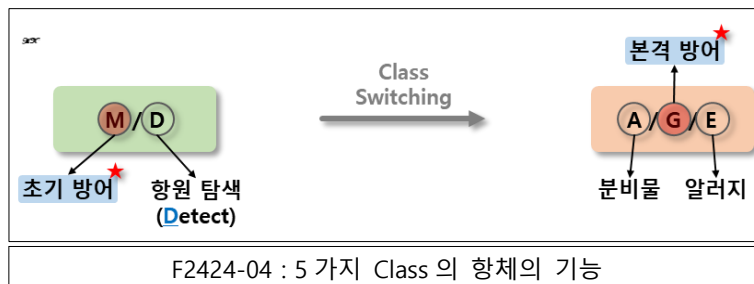 Class
Switching
본격 방어
M/D
A/G/E
초기 방어
항원 탐색
(Detect)
분비물
알러지
F2424-04 : 5 가지 Class 의 항체의 기능